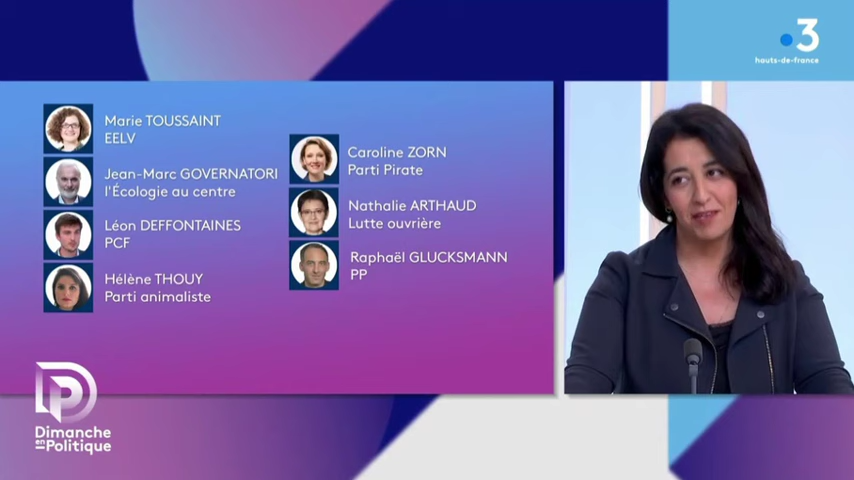 3
hauts-de-france
Marie TOUSSAINT
EELV
Jean-Marc GOVERNATORI
l'Écologie au centre
Léon DEFFONTAINES
PCF
Hélène THOUY
Parti animaliste
Caroline ZORN
Parti Pirate
Nathalie ARTHAUD
Lutte ouvrière
Raphaël GLUCKSMANN
PP
Dimanche
en Politique